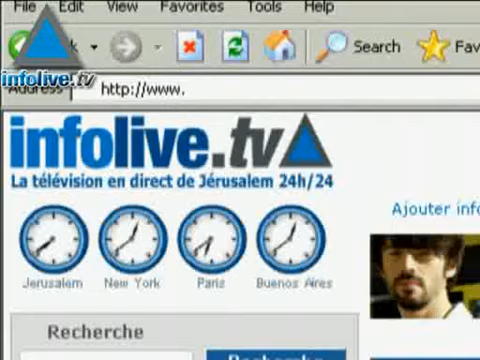 File Edit View Favorites Tools Help
Search Fav
infolive.tv
Address http://www.
infolive.tv
La télévision en direct de Jérusalem 24h/24
Ajouter info
Jerusalem New York Paris Buenos Aires
Recherche
Recherche